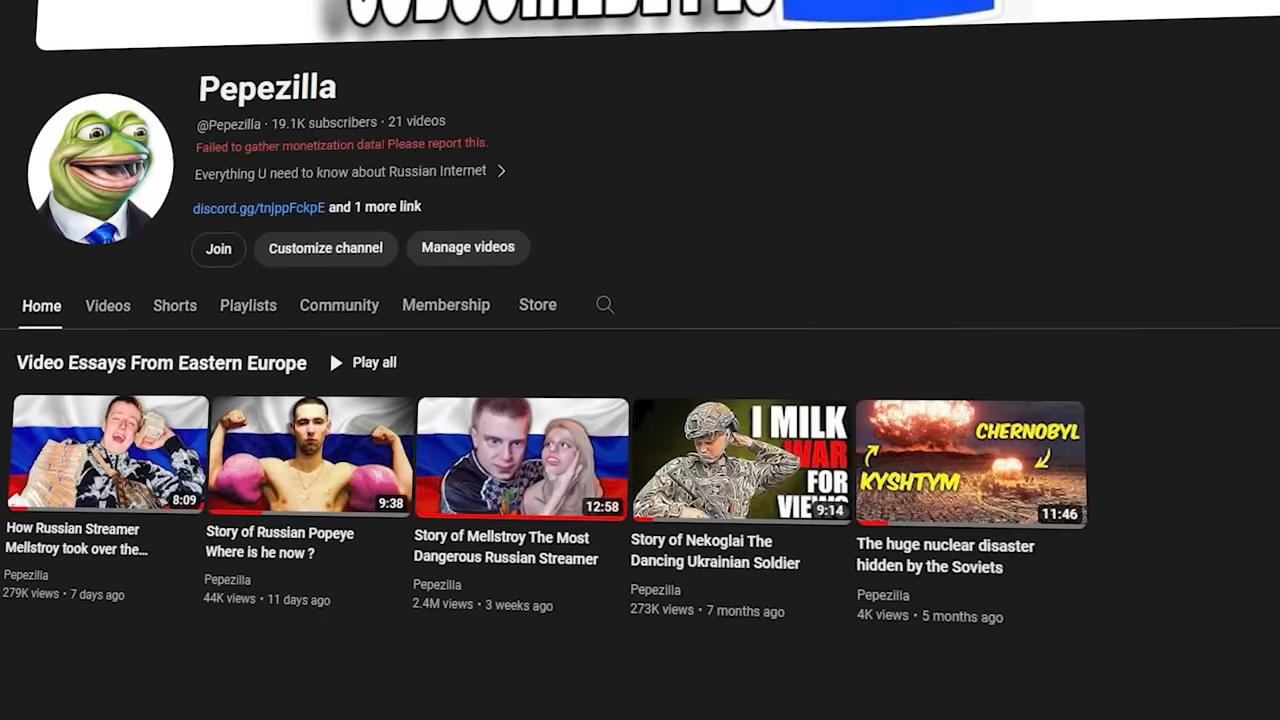 Pepezilla
@Pepezilla · 19.1K subscribers · 21 videos
Failed to gather monetization data! Please report this.
Everything U need to know about Russian Internet
discord.gg/tnjppFckpE and 1 more link
Join Customize channel Manage videos
Home Videos Shorts Playlists Community Membership Store
Video Essays From Eastern Europe Play all
8:09
How Russian Streamer
Mellstroy took over the...
Pepezilla
279K views • 7 days ago
9:38
Story of Russian Popeye
Where is he now ?
Pepezilla
44K views • 11 days ago
12:58
Story of Mellstroy The Most
Dangerous Russian Streamer
Pepezilla
2.4M views • 3 weeks ago
I MILK
WAR
FOR
VIEWS
9:14
Story of Nekoglai The
Dancing Ukrainian Soldier
Pepezilla
273K views • 7 months ago
CHERNOBYL
KYSHTYM
11:46
The huge nuclear disaster
hidden by the Soviets
Pepezilla
4K views • 5 months ago